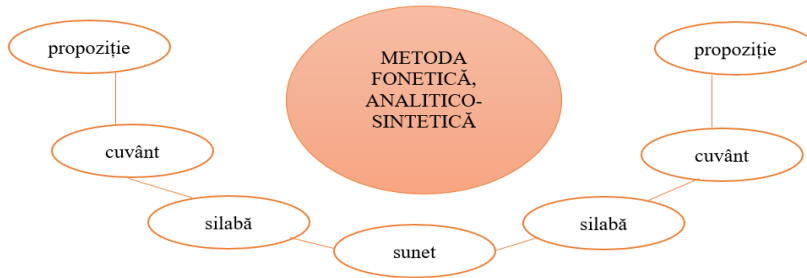 propoziție
METODA
FONETICĂ,
ANALITICO-
SINTETICĂ
propoziție
cuvânt
cuvânt
silabă
silabă
sunet